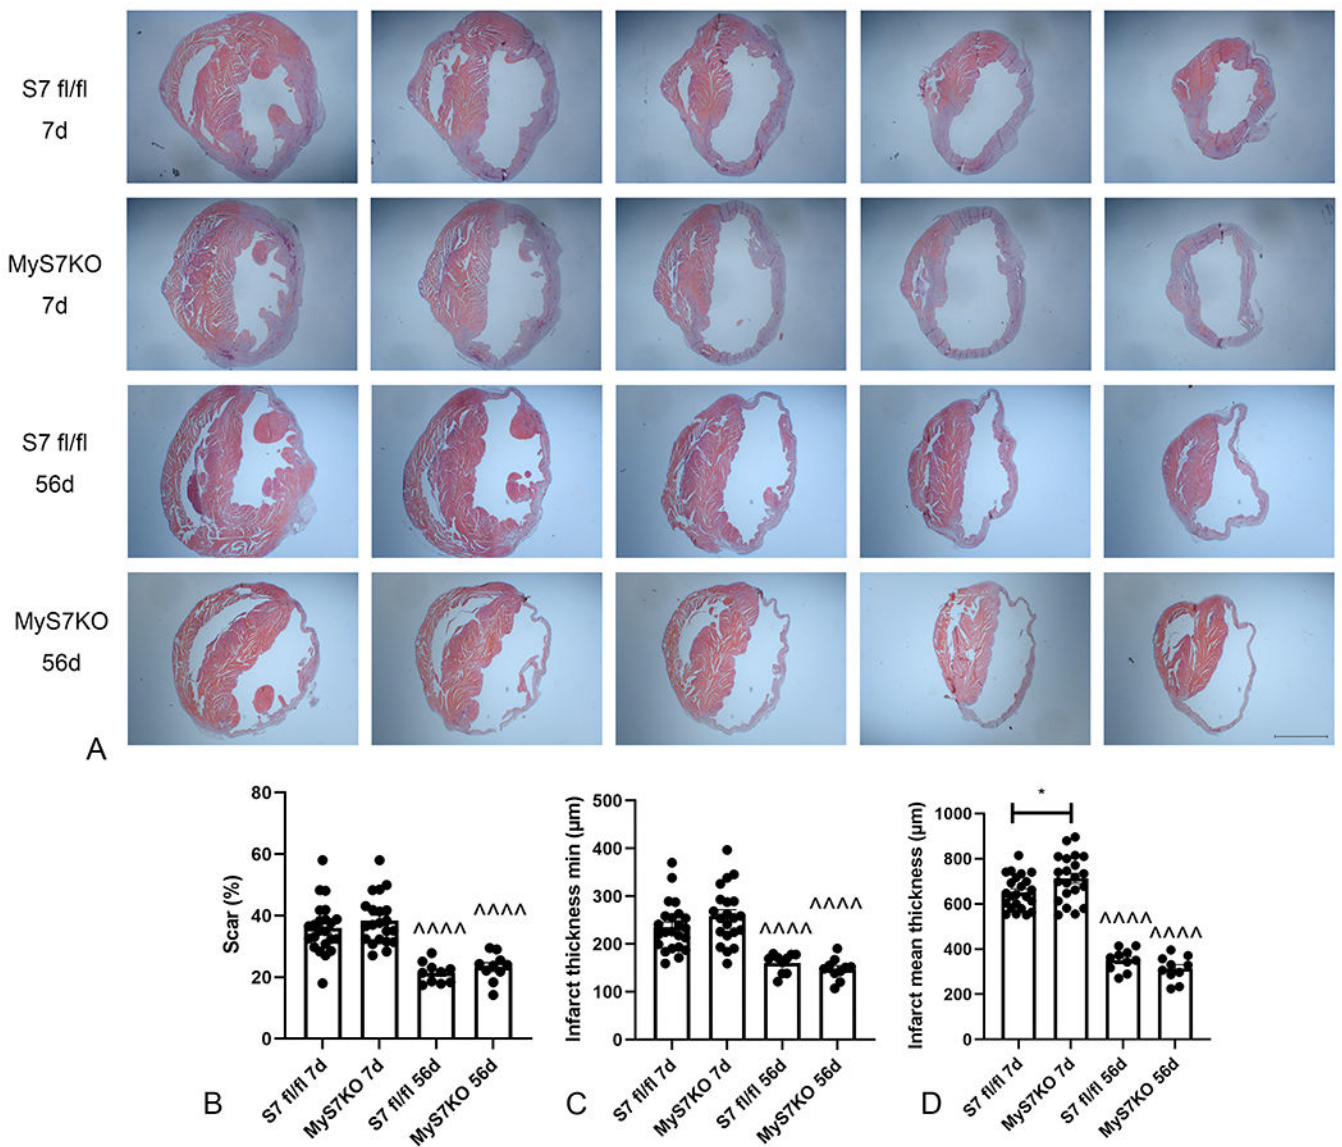 S7 fl/fl
7d
MyS7KO
7d
S7 fl/fl
56d
MyS7KO
56d
A
80
60
40
20
0
Scar (%)
^^^^
^^^^
S7 fl/fl 7d
MyS7KO 7d
S7 fl/fl 56d
MyS7KO 56d
B
500
400
300
200
100
0
Infarct thickness min (μm)
^^^^
^^^^
S7 fl/fl 7d
MyS7KO 7d
S7 fl/fl 56d
MyS7KO 56d
C
1000
800
600
400
200
0
Infarct mean thickness (μm)
*
^^^^
^^^^
S7 fl/fl 7d
MyS7KO 7d
S7 fl/fl 56d
MyS7KO 56d
D